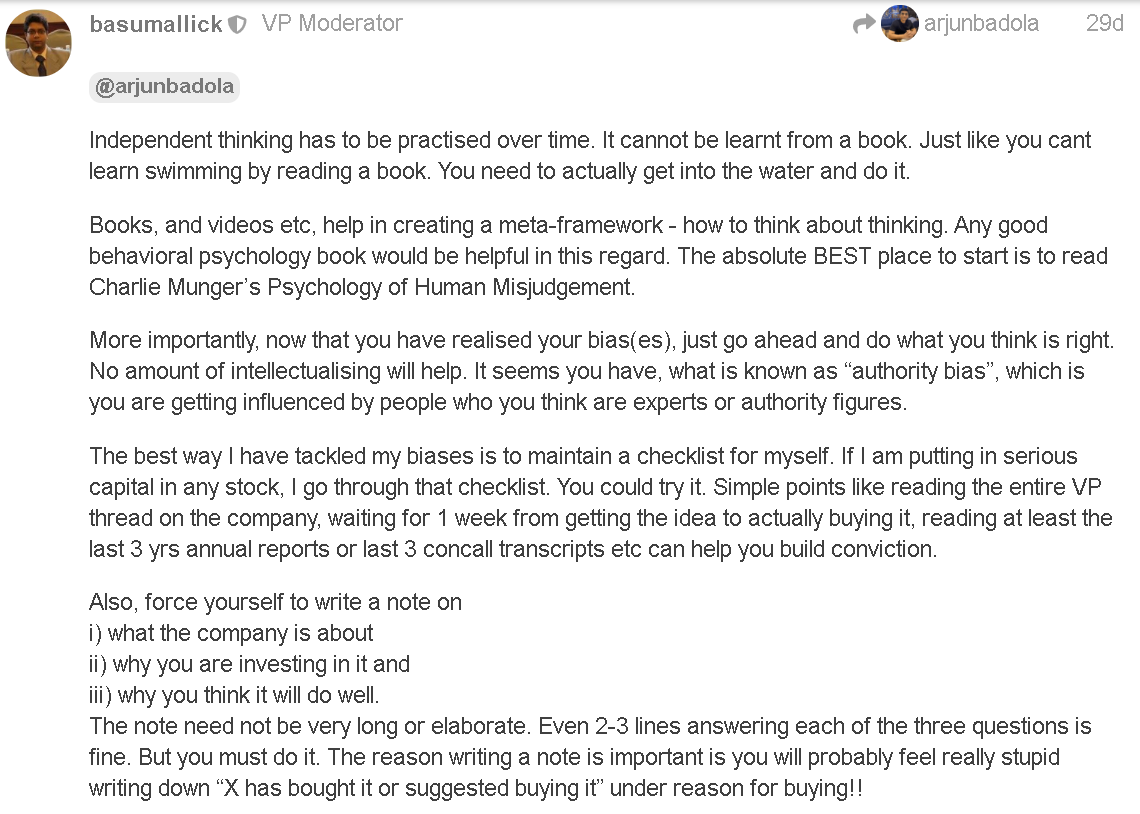 basumallick VP Moderator arjunbadola 29d
@arjunbadola
Independent thinking has to be practised over time. It cannot be learnt from a book. Just like you cant
learn swimming by reading a book. You need to actually get into the water and do it.
Books, and videos etc, help in creating a meta-framework - how to think about thinking. Any good
behavioral psychology book would be helpful in this regard. The absolute BEST place to start is to read
Charlie Munger’s Psychology of Human Misjudgement.
More importantly, now that you have realised your bias(es), just go ahead and do what you think is right.
No amount of intellectualising will help. It seems you have, what is known as “authority bias”, which is
you are getting influenced by people who you think are experts or authority figures.
The best way I have tackled my biases is to maintain a checklist for myself. If I am putting in serious
capital in any stock, I go through that checklist. You could try it. Simple points like reading the entire VP
thread on the company, waiting for 1 week from getting the idea to actually buying it, reading at least the
last 3 yrs annual reports or last 3 concall transcripts etc can help you build conviction.
Also, force yourself to write a note on
i) what the company is about
ii) why you are investing in it and
iii) why you think it will do well.
The note need not be very long or elaborate. Even 2-3 lines answering each of the three questions is
fine. But you must do it. The reason writing a note is important is you will probably feel really stupid
writing down “X has bought it or suggested buying it” under reason for buying!!